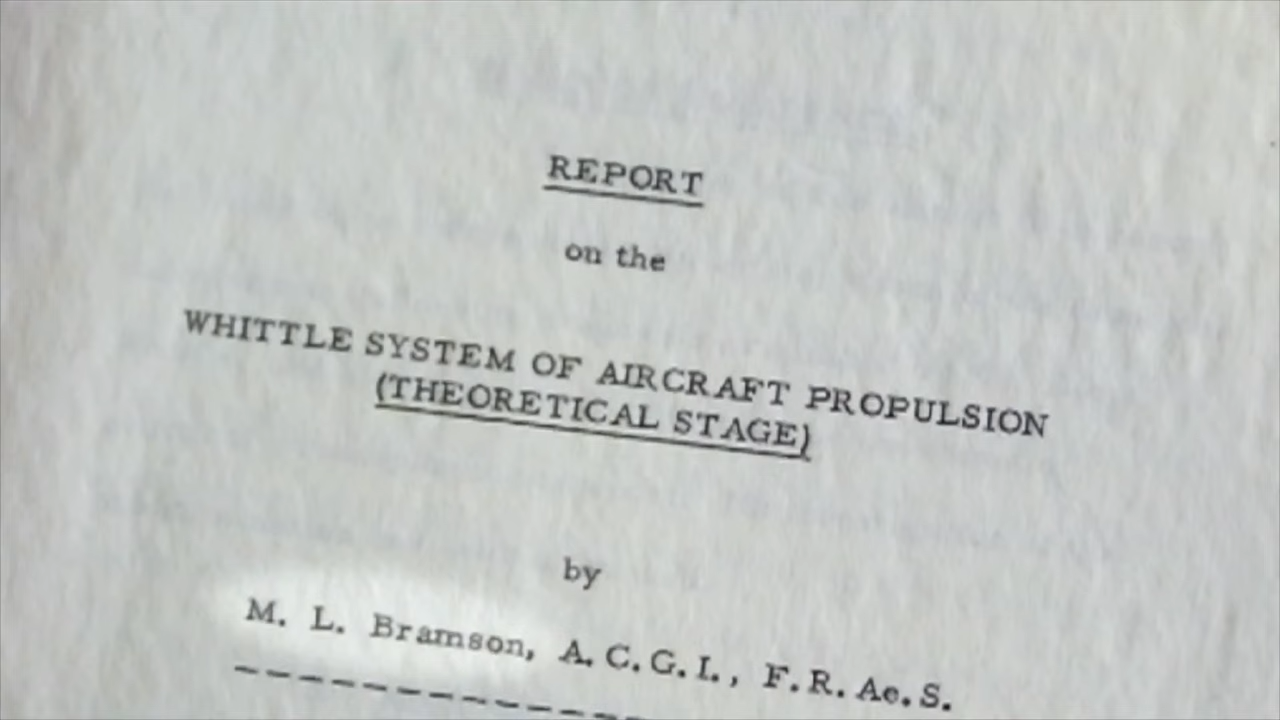 REPORT
on the
WHITTLE SYSTEM OF AIRCRAFT PROPULSION
(THEORETICAL STAGE)
by
M. L. Bramson, A.C.G.I., F.R.Ae.S.